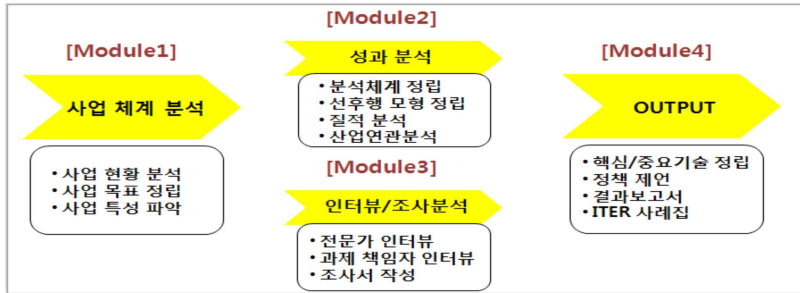 [Module1]
사업 체계 분석
• 사업 현황 분석
• 사업 목표 정립
• 사업 특성 파악
[Module2]
성과 분석
• 분석체계 정립
• 선후행 모형 정립
• 질적 분석
• 산업연관분석
[Module3]
인터뷰/조사분석
• 전문가 인터뷰
• 과제 책임자 인터뷰
• 조사서 작성
[Module4]
OUTPUT
• 핵심/중요기술 정립
• 정책 제언
• 결과보고서
• ITER 사례집